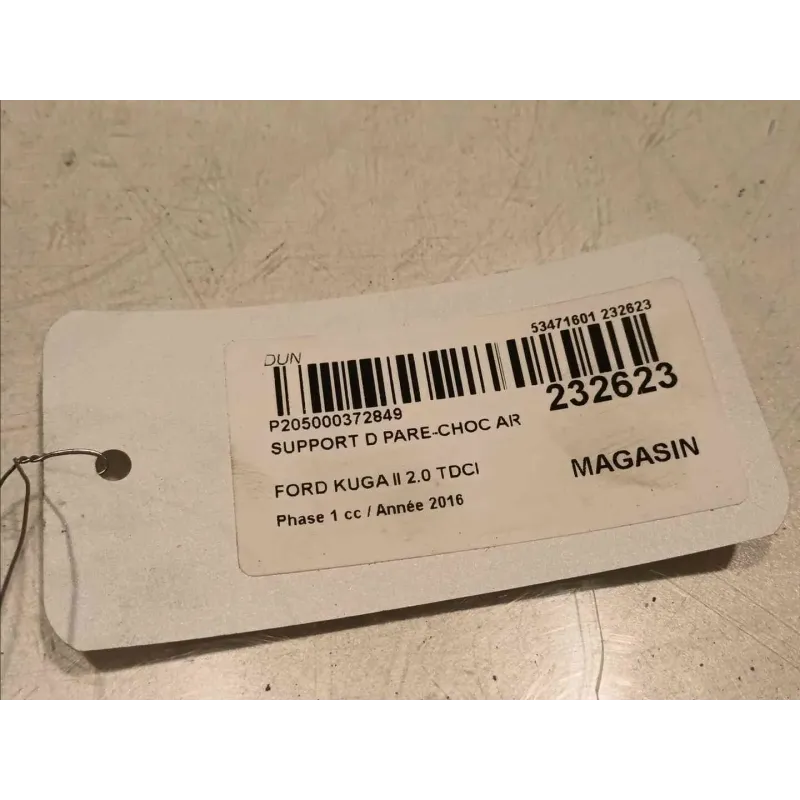 DUN
53471601 232623
P205000372849
232623
SUPPORT D PARE-CHOC AR
FORD KUGA II 2.0 TDCI
MAGASIN
Phase 1 cc / Année 2016